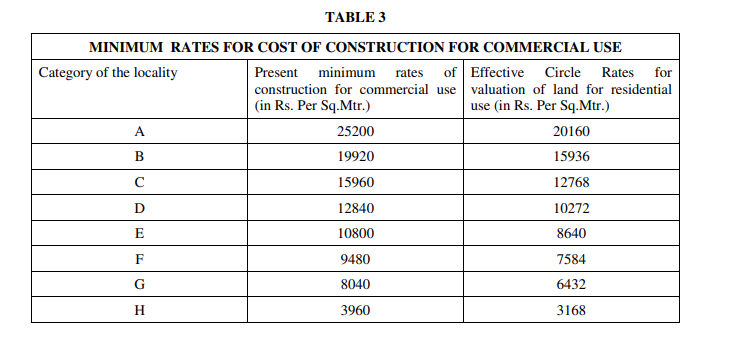 TABLE 3
MINIMUM RATES FOR COST OF CONSTRUCTION FOR COMMERCIAL USE
Category of the locality
Present minimum rates of
construction for commercial use
(in Rs. Per Sq.Mtr.)
Effective Circle Rates for
valuation of land for residential
use (in Rs. Per Sq.Mtr.)
A 25200 20160
B 19920 15936
C 15960 12768
D 12840 10272
E 10800 8640
F 9480 7584
G 8040 6432
H 3960 3168